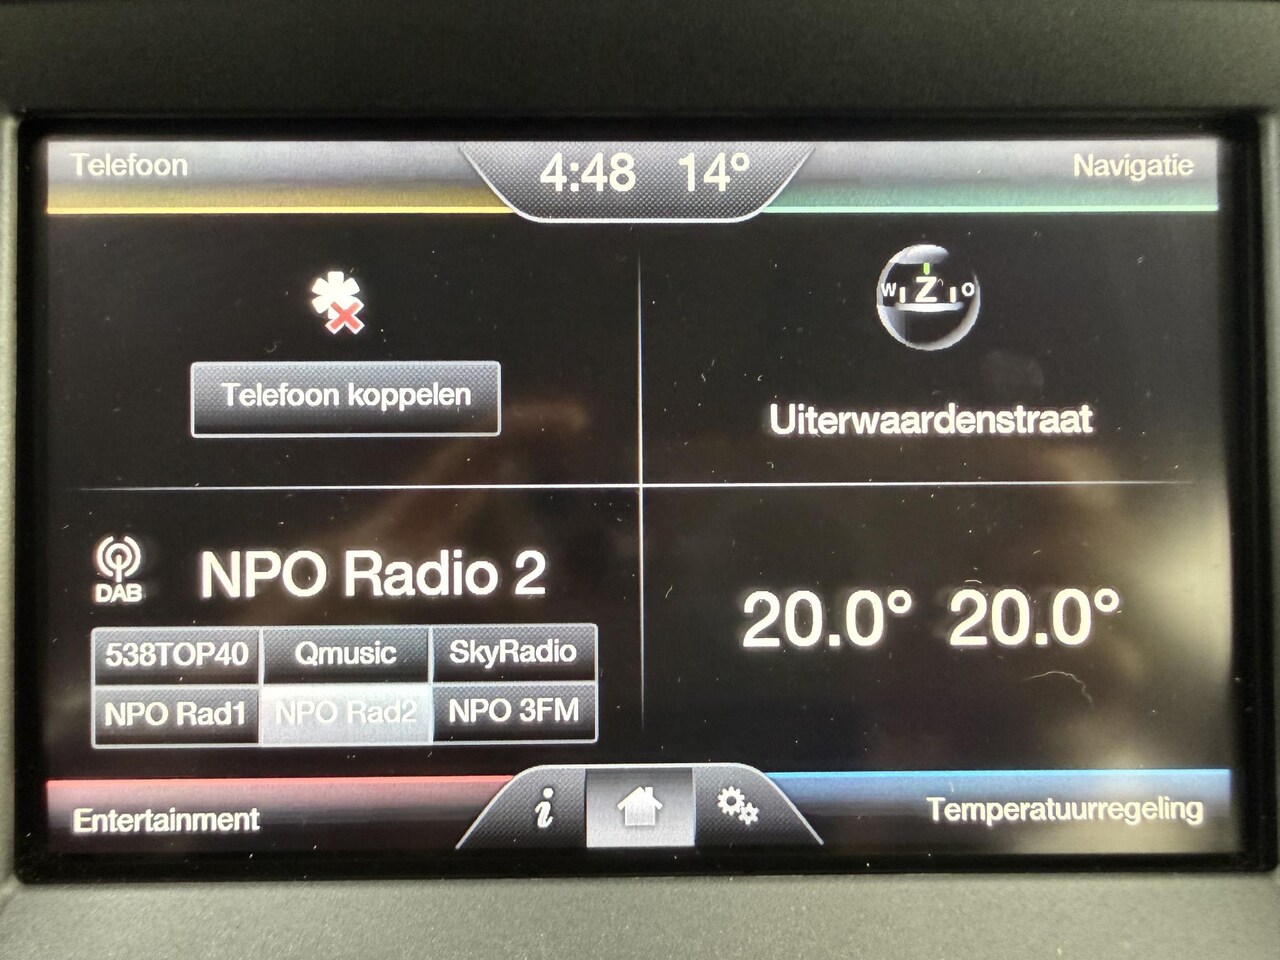 Telefoon
4:48 14°
Navigatie
Telefoon koppelen
W Z O
Uiterwaardenstraat
DAB
NPO Radio 2
538TOP40 Qmusic SkyRadio
NPO Rad1 NPO Rad2 NPO 3FM
20.0° 20.0°
Entertainment
i
Temperatuurregeling